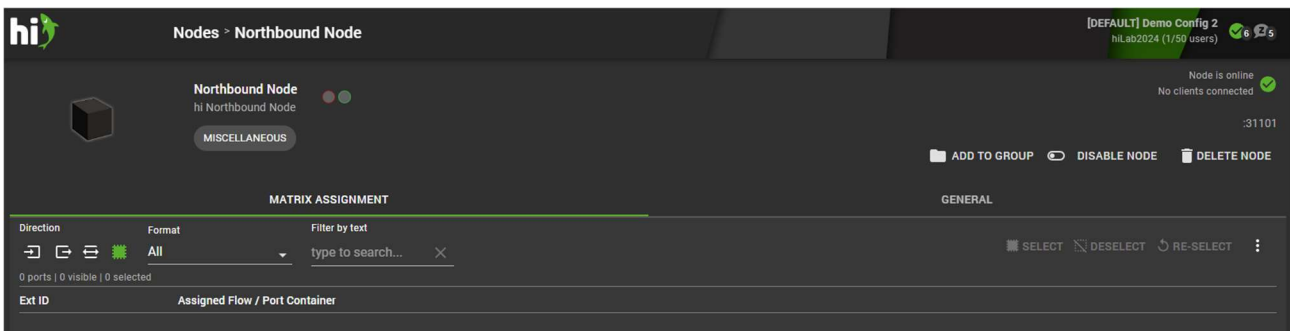 hi
Nodes > Northbound Node
[DEFAULT] Demo Config 2
hiLab2024 (1/50 users)
6
5
Northbound Node
hi Northbound Node
MISCELLANEOUS
Node is online
No clients connected
:31101
ADD TO GROUP
DISABLE NODE
DELETE NODE
MATRIX ASSIGNMENT
GENERAL
Direction
Format
Filter by text
All
type to search...
SELECT
DESELECT
RE-SELECT
0 ports | 0 visible | 0 selected
Ext ID
Assigned Flow / Port Container